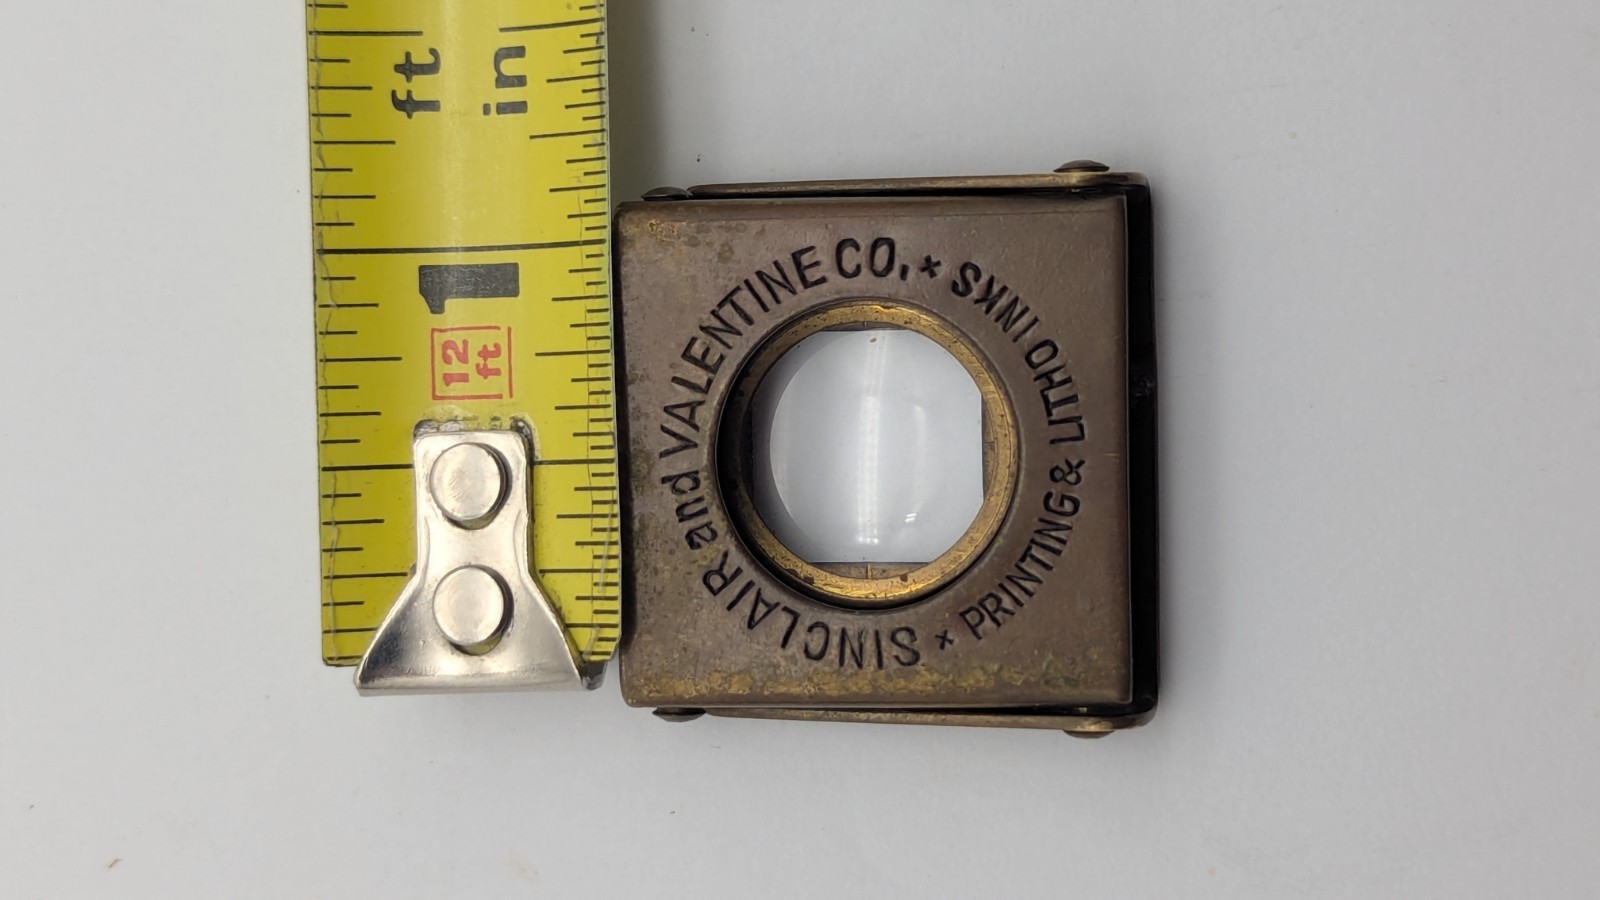 ft
in
1
12
ft
SINCLAIR and VALENTINE CO. × PRINTING & LITHO INKS ×